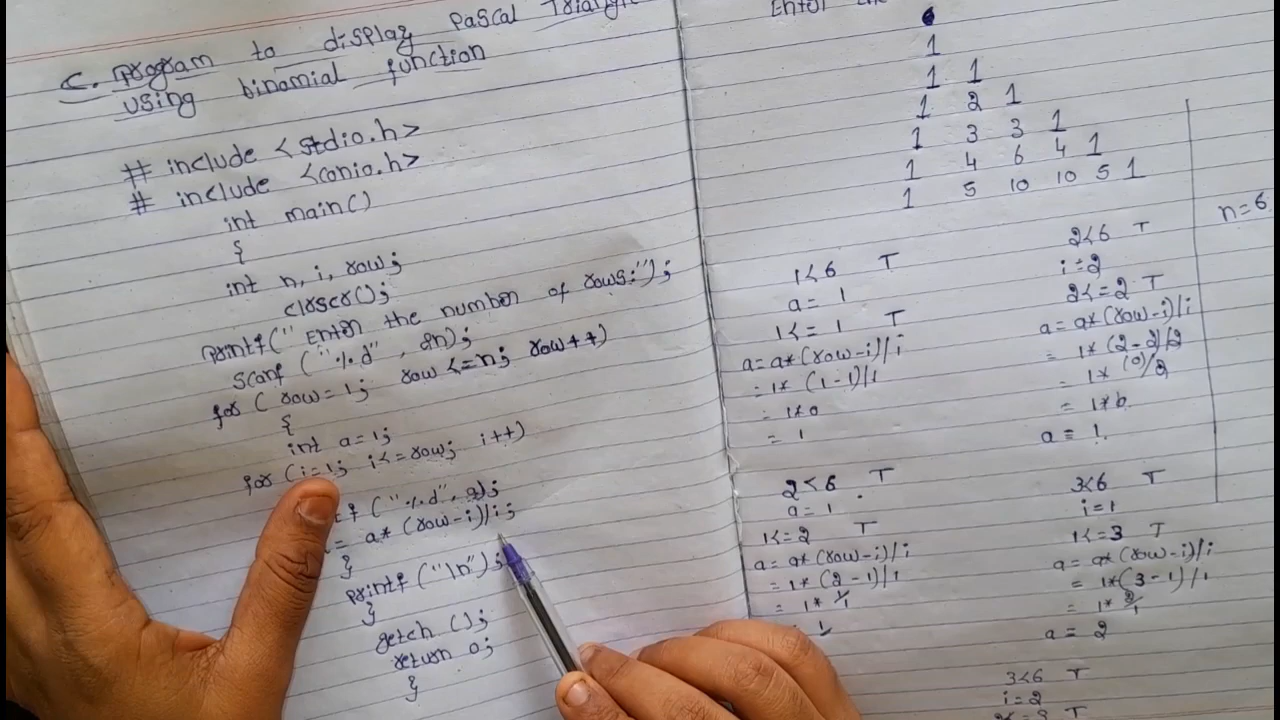 C. program to display Pascal Triangle
using binamial function
# include <stdio.h>
# include <conio.h>
int main()
{
int n, i, row;
clrscr();
printf(" Enter the number of rows:");
Scanf ( "%d" , &n);
for ( row = 1; row <=n; row++)
{
int a=1;
for (i=1; i<=row; i++)
f ("%d", a);
= a* (row-i)/i;
}
printf ("\n");
}
getch ();
return 0;
}
Enter the
6
1
1 1
1 2 1
1 3 3 1
1 4 6 4 1
1 5 10 10 5 1
n=6
1<6 T
a= 1
1<= 1 T
a=a*(row-i)/i
=1* (1-1)/1
= 1*0
= 1
2<6 T
i=2
2<=2 T
a=a*(row-i)/i
= 1*(2-2)/2
= 1* (0)/2
= 1*0
a= 1.
2<6 T
a= 1
1<=2 T
a=a*(row-i)/i
=1*(2-1)/1
= 1* 1/1
3<6 T
i=1
1<=3 T
a=a*(row-i)/i
= 1*(3-1)/1
= 1* 2/1
a= 2
3<6 T
i=2
2<=3 T